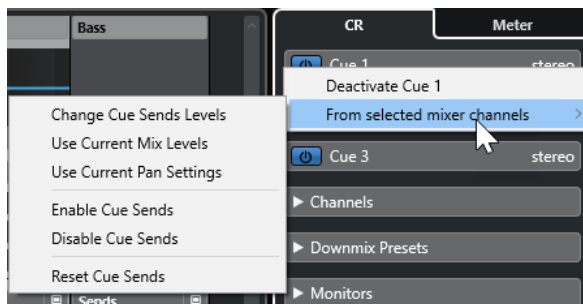 Bass
CR
Meter
Cue 1
stereo
Deactivate Cue 1
From selected mixer channels
Change Cue Sends Levels
Use Current Mix Levels
Use Current Pan Settings
Enable Cue Sends
Disable Cue Sends
Reset Cue Sends
Cue 3
stereo
Channels
Downmix Presets
Monitors
Sends